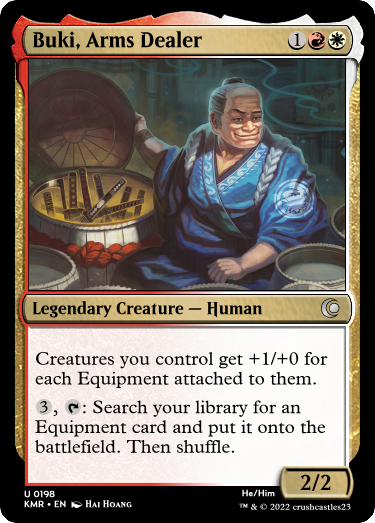 Buki, Arms Dealer 1
Legendary Creature — Human
Creatures you control get +1/+0 for
each Equipment attached to them.
3, : Search your library for an
Equipment card and put it onto the
battlefield. Then shuffle.
2/2
U 0198 He/Him
KMR • EN Hai Hoang ™ & © 2022 crushcastles23